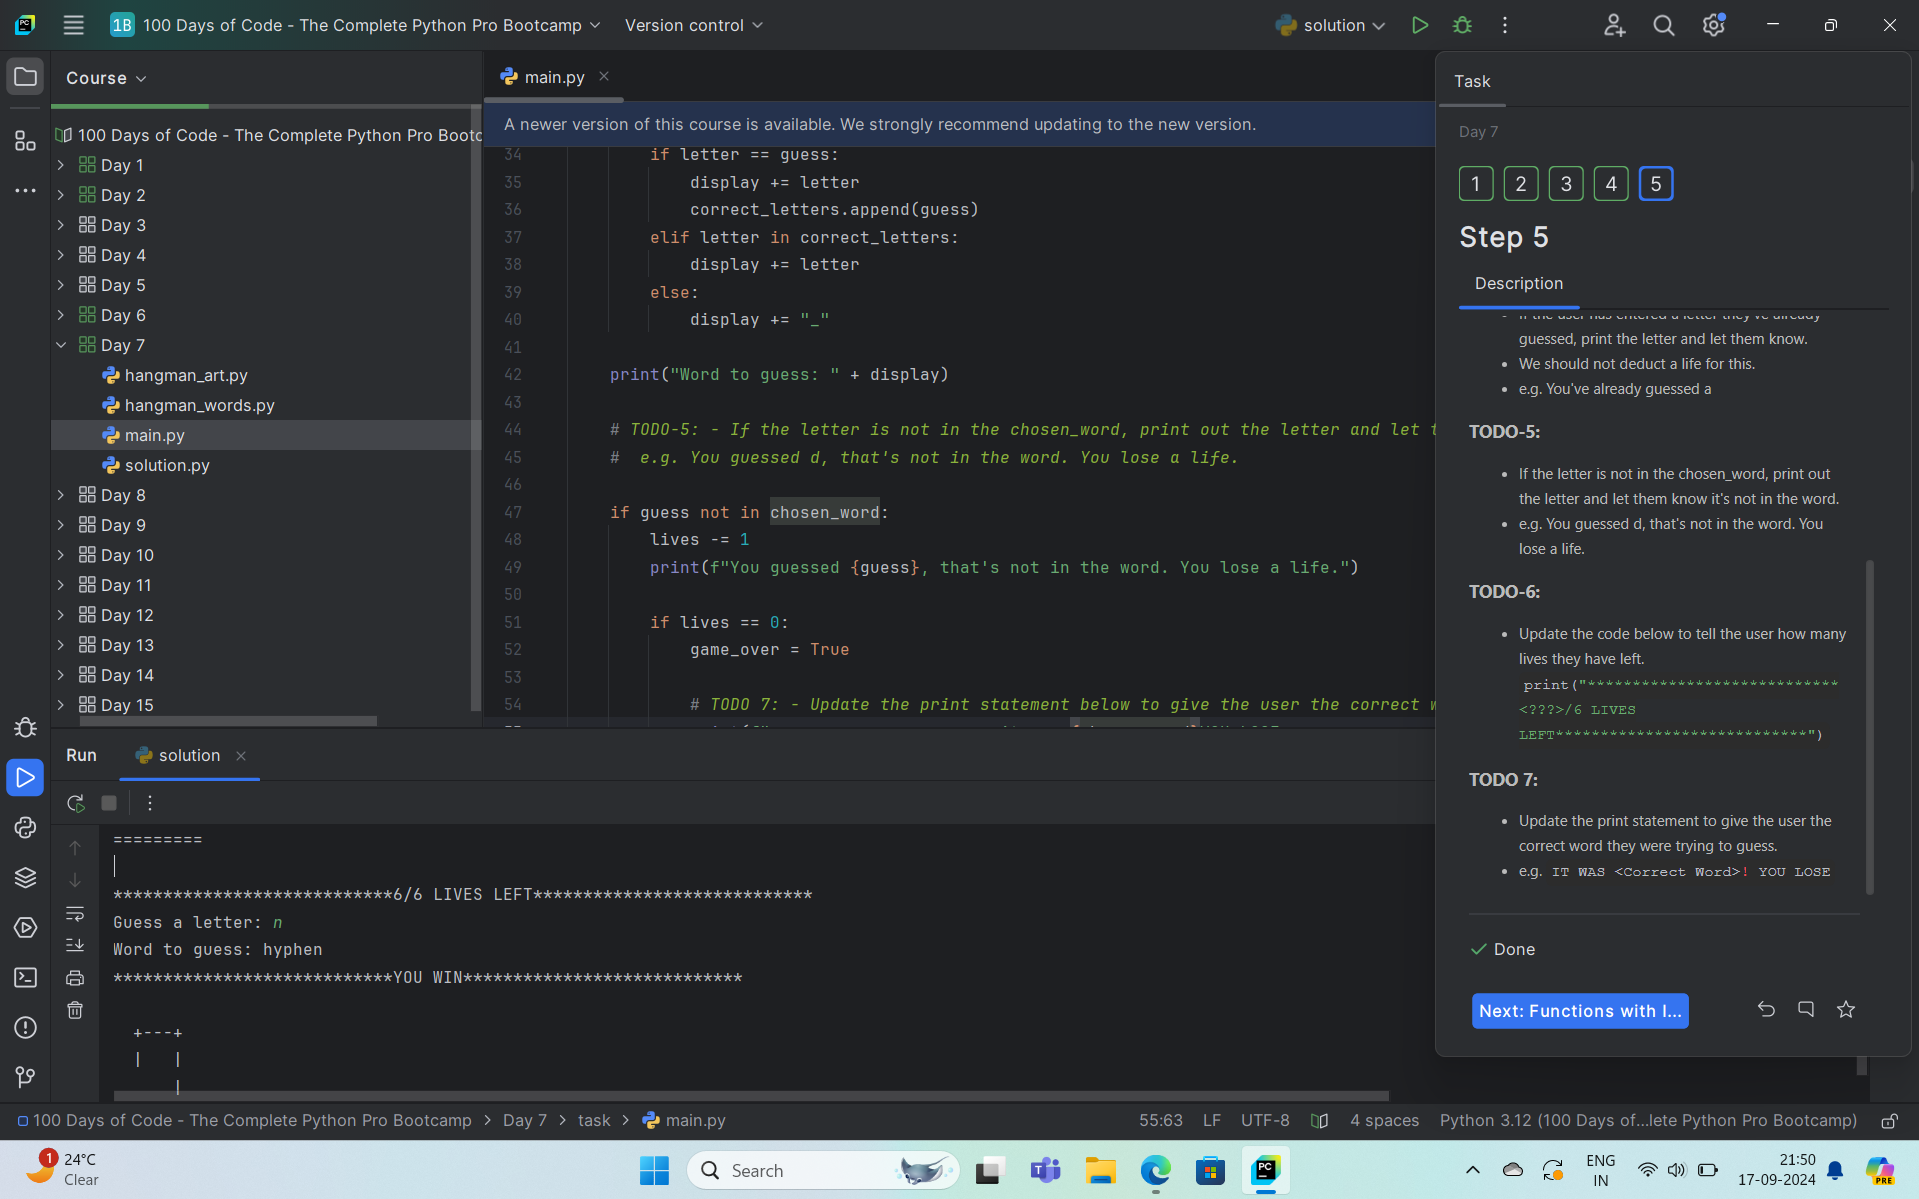 1B 100 Days of Code - The Complete Python Pro Bootcamp Version control solution
Course
100 Days of Code - The Complete Python Pro Bootc
Day 1
Day 2
Day 3
Day 4
Day 5
Day 6
Day 7
hangman_art.py
hangman_words.py
main.py
solution.py
Day 8
Day 9
Day 10
Day 11
Day 12
Day 13
Day 14
Day 15
main.py
A newer version of this course is available. We strongly recommend updating to the new version.
34 if letter == guess:
35 display += letter
36 correct_letters.append(guess)
37 elif letter in correct_letters:
38 display += letter
39 else:
40 display += "_"
41
42 print("Word to guess: " + display)
43
44 # TODO-5: - If the letter is not in the chosen_word, print out the letter and let t
45 # e.g. You guessed d, that's not in the word. You lose a life.
46
47 if guess not in chosen_word:
48 lives -= 1
49 print(f"You guessed {guess}, that's not in the word. You lose a life.")
50
51 if lives == 0:
52 game_over = True
53
54 # TODO 7: - Update the print statement below to give the user the correct w
Task
Day 7
1 2 3 4 5
Step 5
Description
If the user has entered a letter they've already
guessed, print the letter and let them know.
We should not deduct a life for this.
e.g. You've already guessed a
TODO-5:
If the letter is not in the chosen_word, print out
the letter and let them know it's not in the word.
e.g. You guessed d, that's not in the word. You
lose a life.
TODO-6:
Update the code below to tell the user how many
lives they have left.
print("****************************
<???>/6 LIVES
LEFT****************************")
TODO 7:
Update the print statement to give the user the
correct word they were trying to guess.
e.g. IT WAS <Correct Word>! YOU LOSE
Done
Next: Functions with I...
Run solution
=========
****************************6/6 LIVES LEFT****************************
Guess a letter: n
Word to guess: hyphen
****************************YOU WIN****************************
+---+
|   |
|
100 Days of Code - The Complete Python Pro Bootcamp > Day 7 > task > main.py 55:63 LF UTF-8 4 spaces Python 3.12 (100 Days of...lete Python Pro Bootcamp)
1 24°C
Clear
Search
PC
PRE
ENG
IN
21:50
17-09-2024